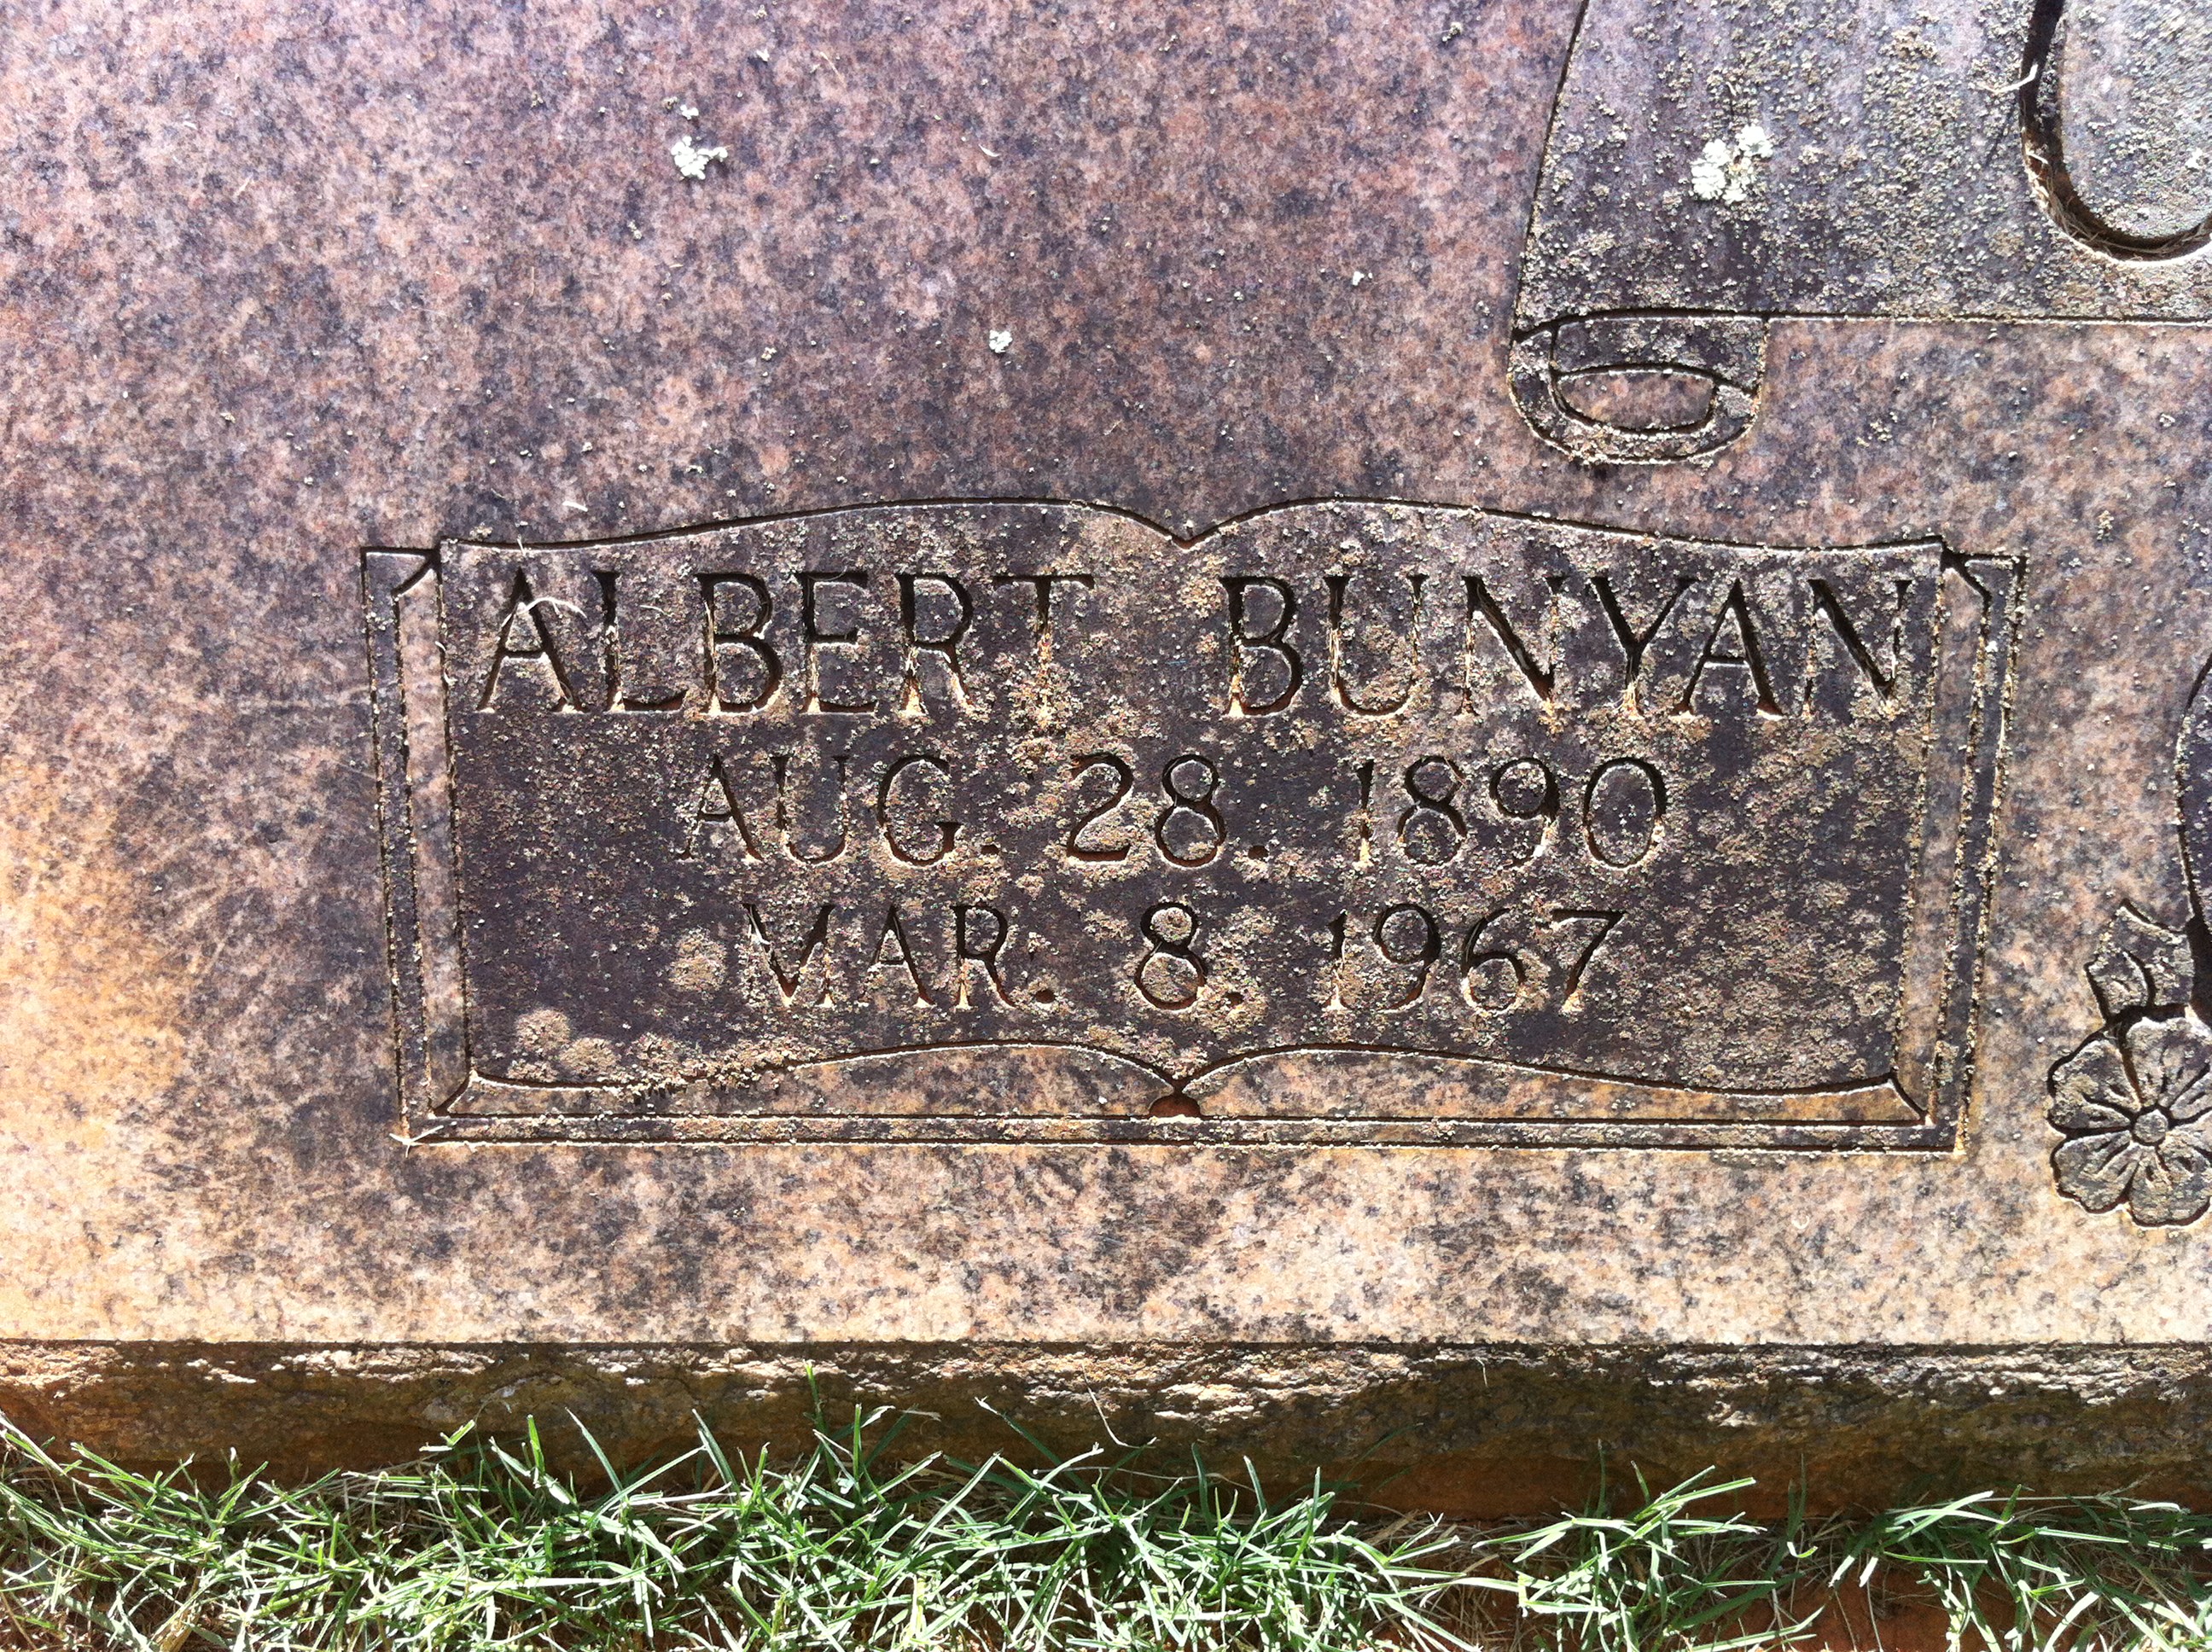 ALBERT BUNYAN
AUG. 28. 1890
MAR. 8. 1967